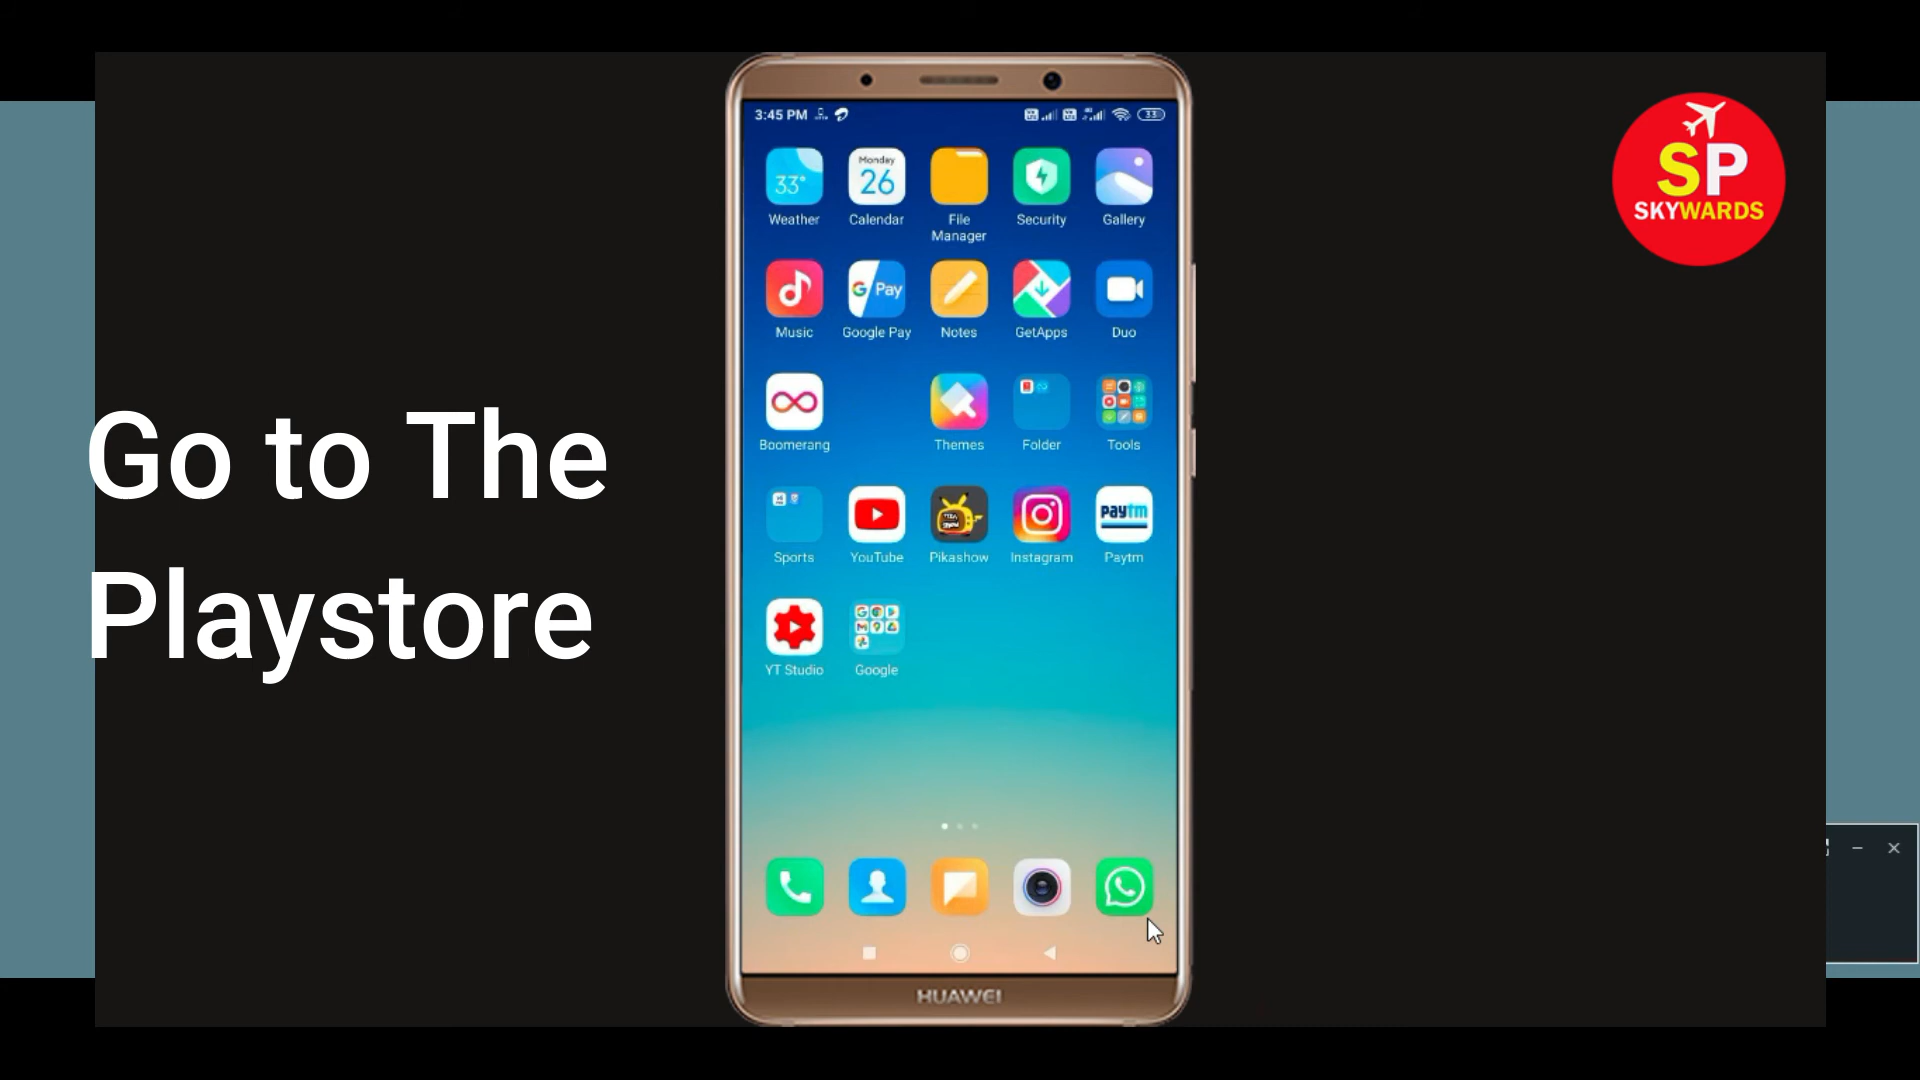 3:45 PM
33
33°
Monday
26
Weather
Calendar
File
Manager
Security
Gallery
G Pay
Music
Google Pay
Notes
GetApps
Duo
Boomerang
Themes
Folder
Tools
paytm
Sports
YouTube
Pikashow
Instagram
Paytm
YT Studio
Google
HUAWEI
Go to The
Playstore
SP
SKYWARDS